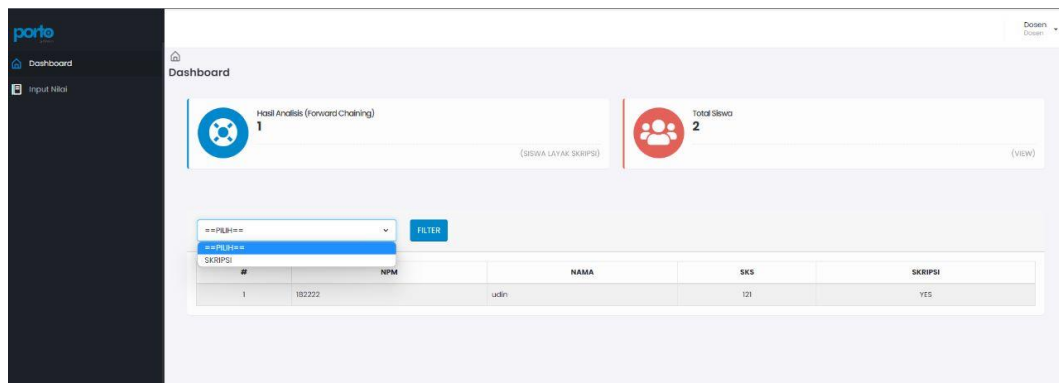 porto
Dosen
Dosen
Dashboard
Input Nilai
Dashboard
Hasil Analisis (Forward Chaining)
1
(SISWA LAYAK SKRIPSI)
Total Siswa
2
(VIEW)
==PILIH==
FILTER
==PILIH==
SKRIPSI
# NPM NAMA SKS SKRIPSI
1 182222 udin 121 YES